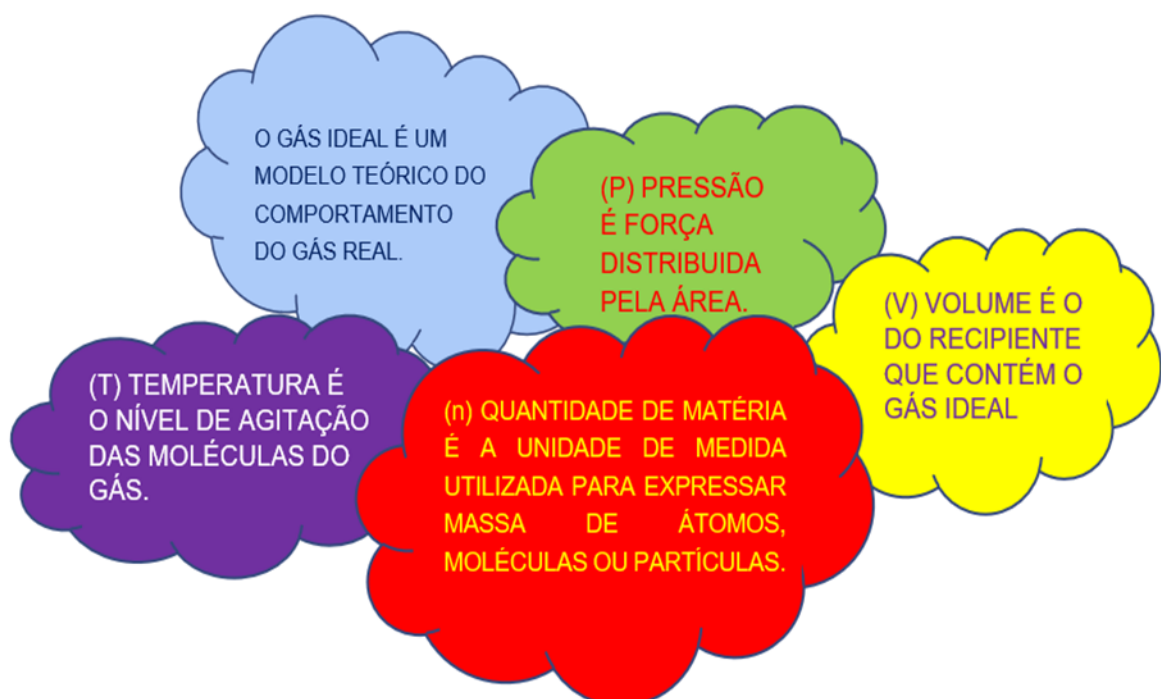 O GÁS IDEAL É UM
MODELO TEÓRICO DO
COMPORTAMENTO
DO GÁS REAL.
(P) PRESSÃO
É FORÇA
DISTRIBUIDA
PELA ÁREA.
(V) VOLUME É O
DO RECIPIENTE
QUE CONTÉM O
GÁS IDEAL
(T) TEMPERATURA É
O NÍVEL DE AGITAÇÃO
DAS MOLÉCULAS DO
GÁS.
(n) QUANTIDADE DE MATÉRIA
É A UNIDADE DE MEDIDA
UTILIZADA PARA EXPRESSAR
MASSA DE ÁTOMOS,
MOLÉCULAS OU PARTÍCULAS.